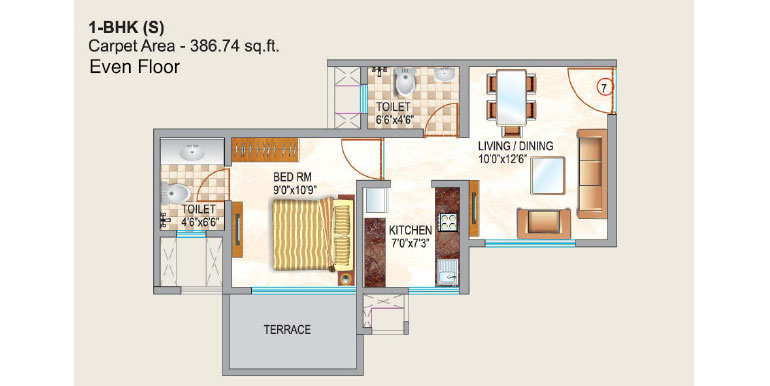 1-BHK (S)
Carpet Area - 386.74 sq.ft.
Even Floor
TOILET
6'6"x4'6"
7
LIVING / DINING
10'0"x12'6"
BED RM
9'0"x10'9"
TOILET
4'6"x6'6"
KITCHEN
7'0"x7'3"
TERRACE